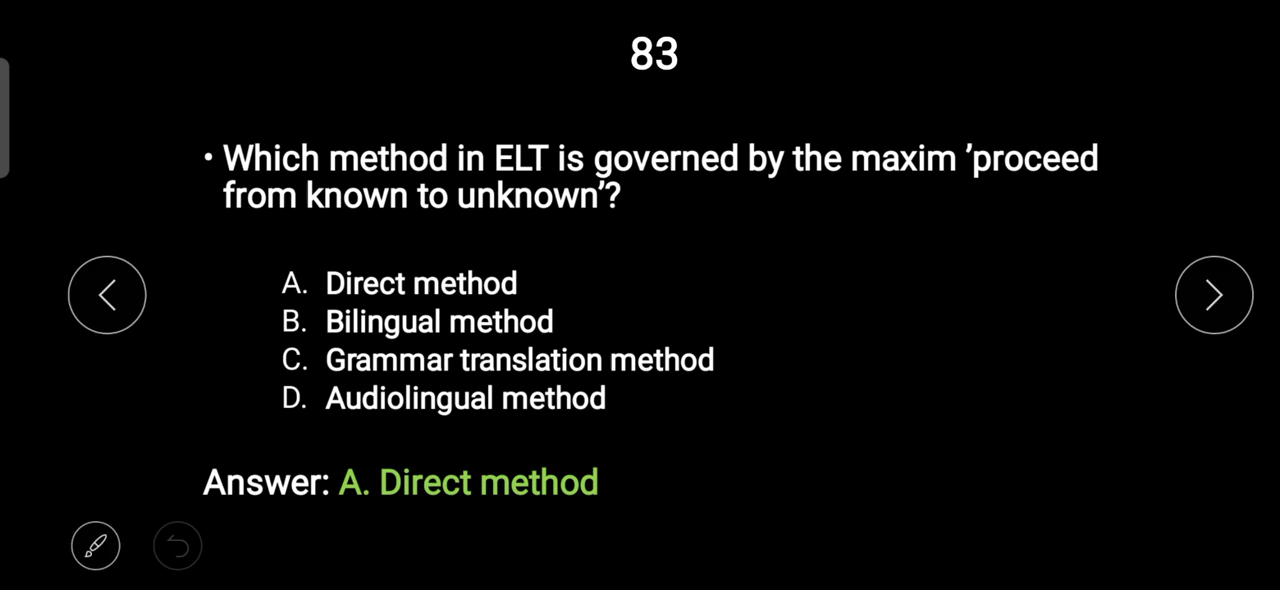 83
• Which method in ELT is governed by the maxim ’proceed
from known to unknown’?
A. Direct method
B. Bilingual method
C. Grammar translation method
D. Audiolingual method
Answer: A. Direct method